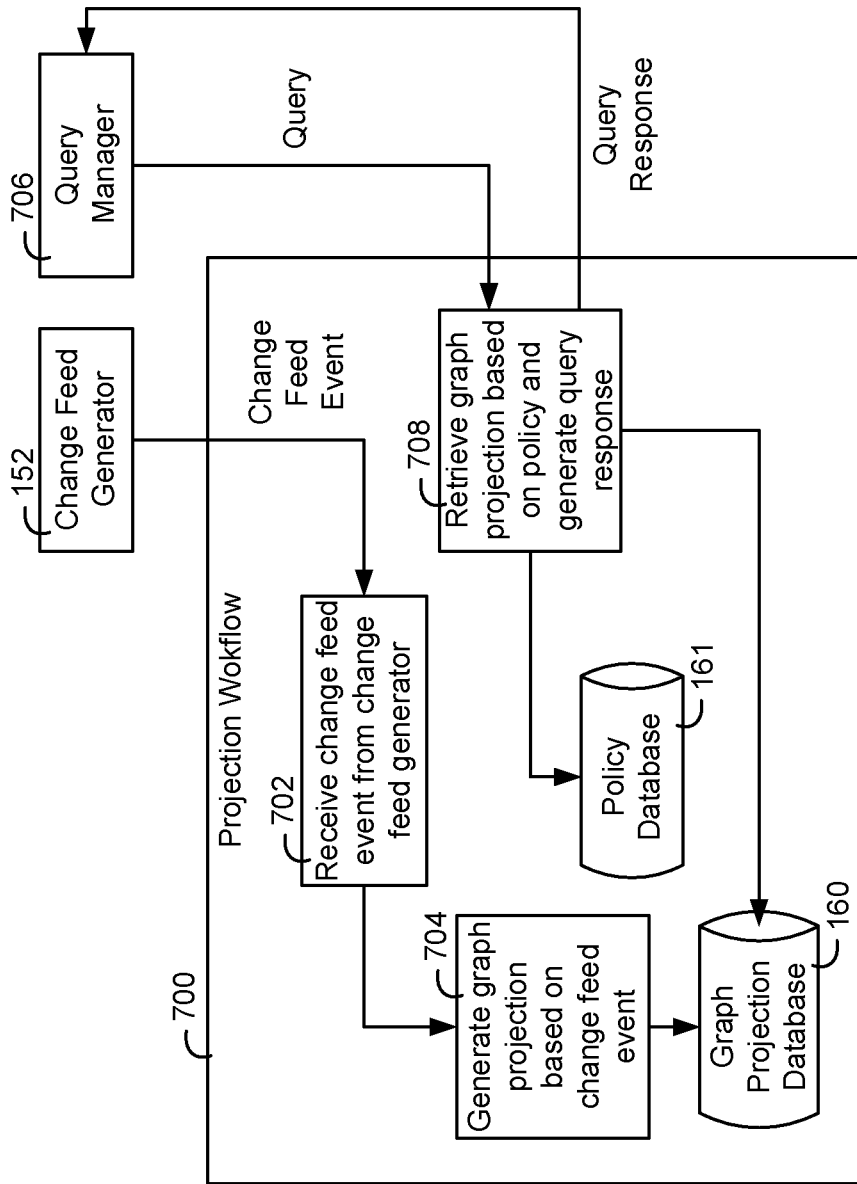 152
Change Feed
Generator
706
Query
Manager
700
Projection Wokflow
Change
Feed
Event
Query
702
Receive change feed
event from change
feed generator
708
Retrieve graph
projection based
on policy and
generate query
response
Query
Response
704
Generate graph
projection
based on
change feed
event
Policy
Database
161
Graph
Projection
Database
160